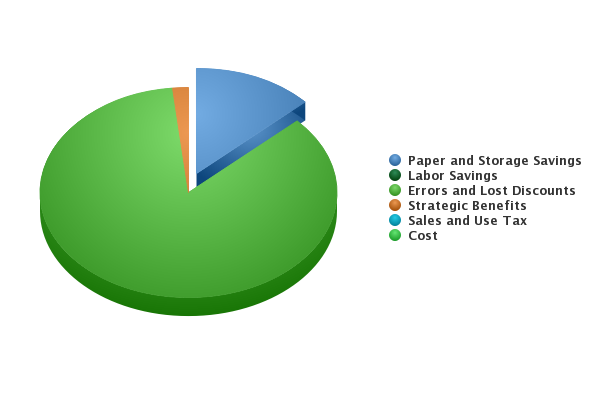 Paper and Storage Savings
Labor Savings
Errors and Lost Discounts
Strategic Benefits
Sales and Use Tax
Cost